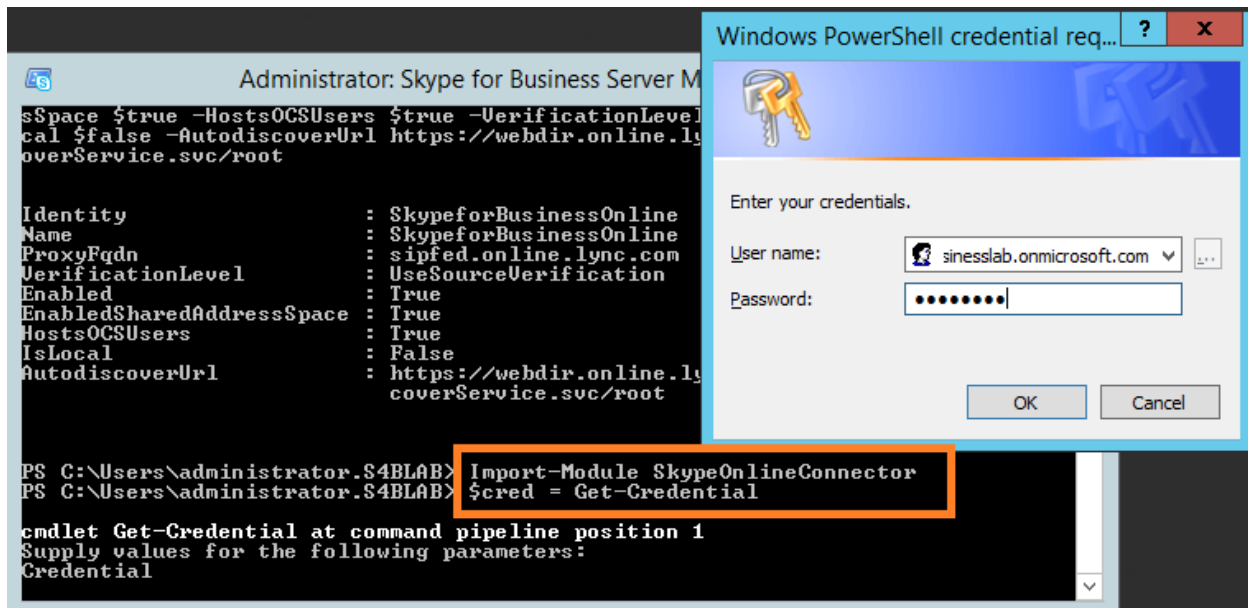 Windows PowerShell credential req...
? x
Administrator: Skype for Business Server M
sSpace $true -HostsOCSUsers $true -VerificationLevel
cal $false -AutodiscoverUrl https://webdir.online.ly
overService.svc/root
Identity : SkypeforBusinessOnline
Name : SkypeforBusinessOnline
ProxyFqdn : sipfed.online.lync.com
VerificationLevel : UseSourceVerification
Enabled : True
EnabledSharedAddressSpace : True
HostsOCSUsers : True
IsLocal : False
AutodiscoverUrl : https://webdir.online.ly
coverService.svc/root
PS C:\Users\administrator.S4BLAB> Import-Module SkypeOnlineConnector
PS C:\Users\administrator.S4BLAB> $cred = Get-Credential
cmdlet Get-Credential at command pipeline position 1
Supply values for the following parameters:
Credential
Enter your credentials.
User name: sinesslab.onmicrosoft.com ...
Password: ●●●●●●●●
OK Cancel